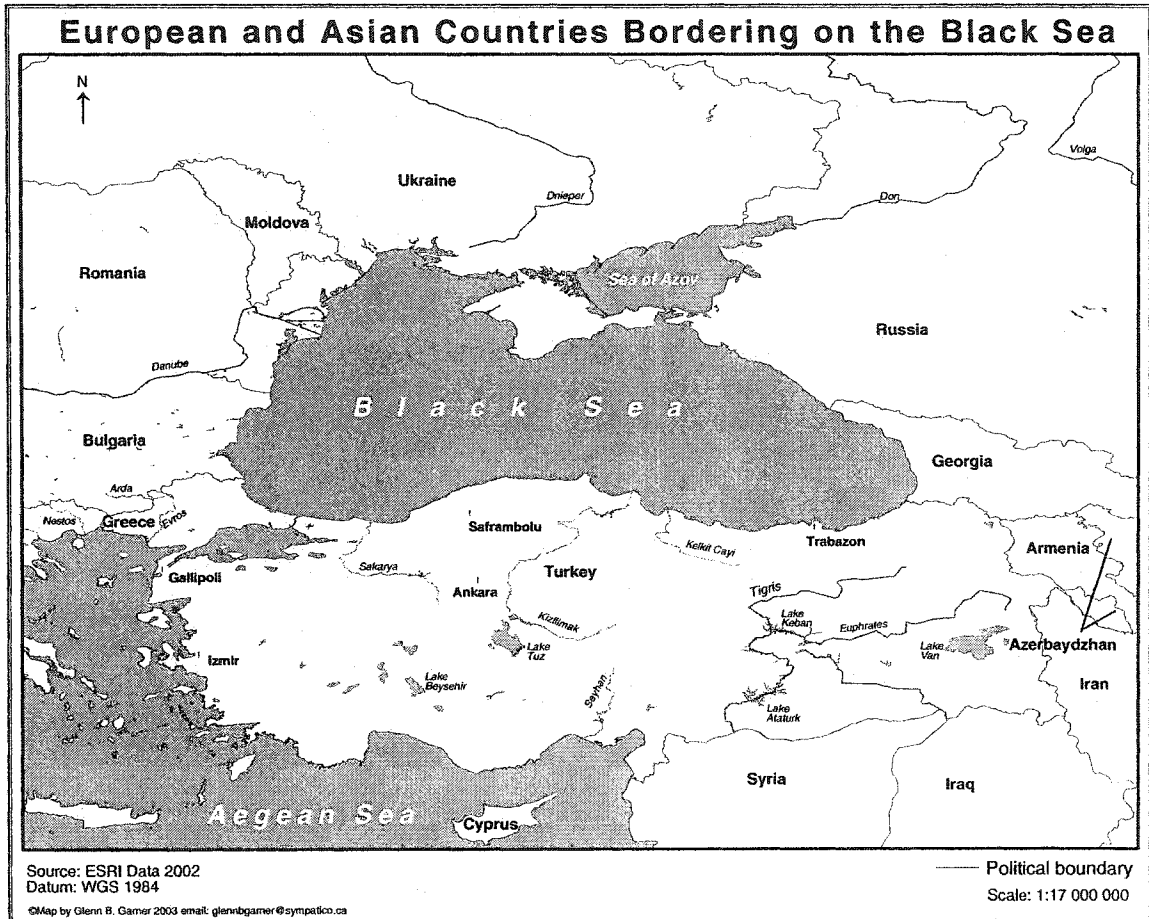 European and Asian Countries Bordering on the Black Sea
N
Volga
Ukraine
Dnieper
Don
Moldova
Romania
Sea of Azov
Russia
Danube
Black Sea
Bulgaria
Georgia
Arda
Nestos
Greece
Evros
Saframbolu
Trabazon
Armenia
Kelkit Cayi
Gallipoli
Sakarya
Turkey
Ankara
Tigris
Kizilimak
Lake
Keban
Euphrates
Lake
Tuz
Lake
Van
Azerbaydzhan
Izmir
Lake
Beysehir
Seyhan
Iran
Lake
Ataturk
Syria
Iraq
Aegean Sea
Cyprus
Source: ESRI Data 2002
Datum: WGS 1984
Political boundary
Scale: 1:17 000 000
©Map by Glenn B. Garner 2003 email: glennbgarner@sympatico.ca